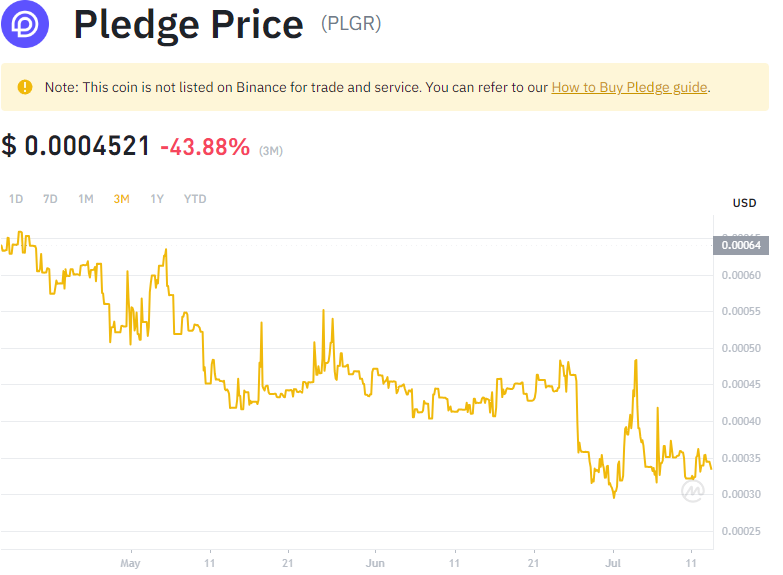 Pledge Price (PLGR)
Note: This coin is not listed on Binance for trade and service. You can refer to our How to Buy Pledge guide.
$ 0.0004521 -43.88% (3M)
1D 7D 1M 3M 1Y YTD
USD
0.00064
0.00060
0.00055
0.00050
0.00045
0.00040
0.00035
0.00030
0.00025
May 11 21 Jun 11 21 Jul 11